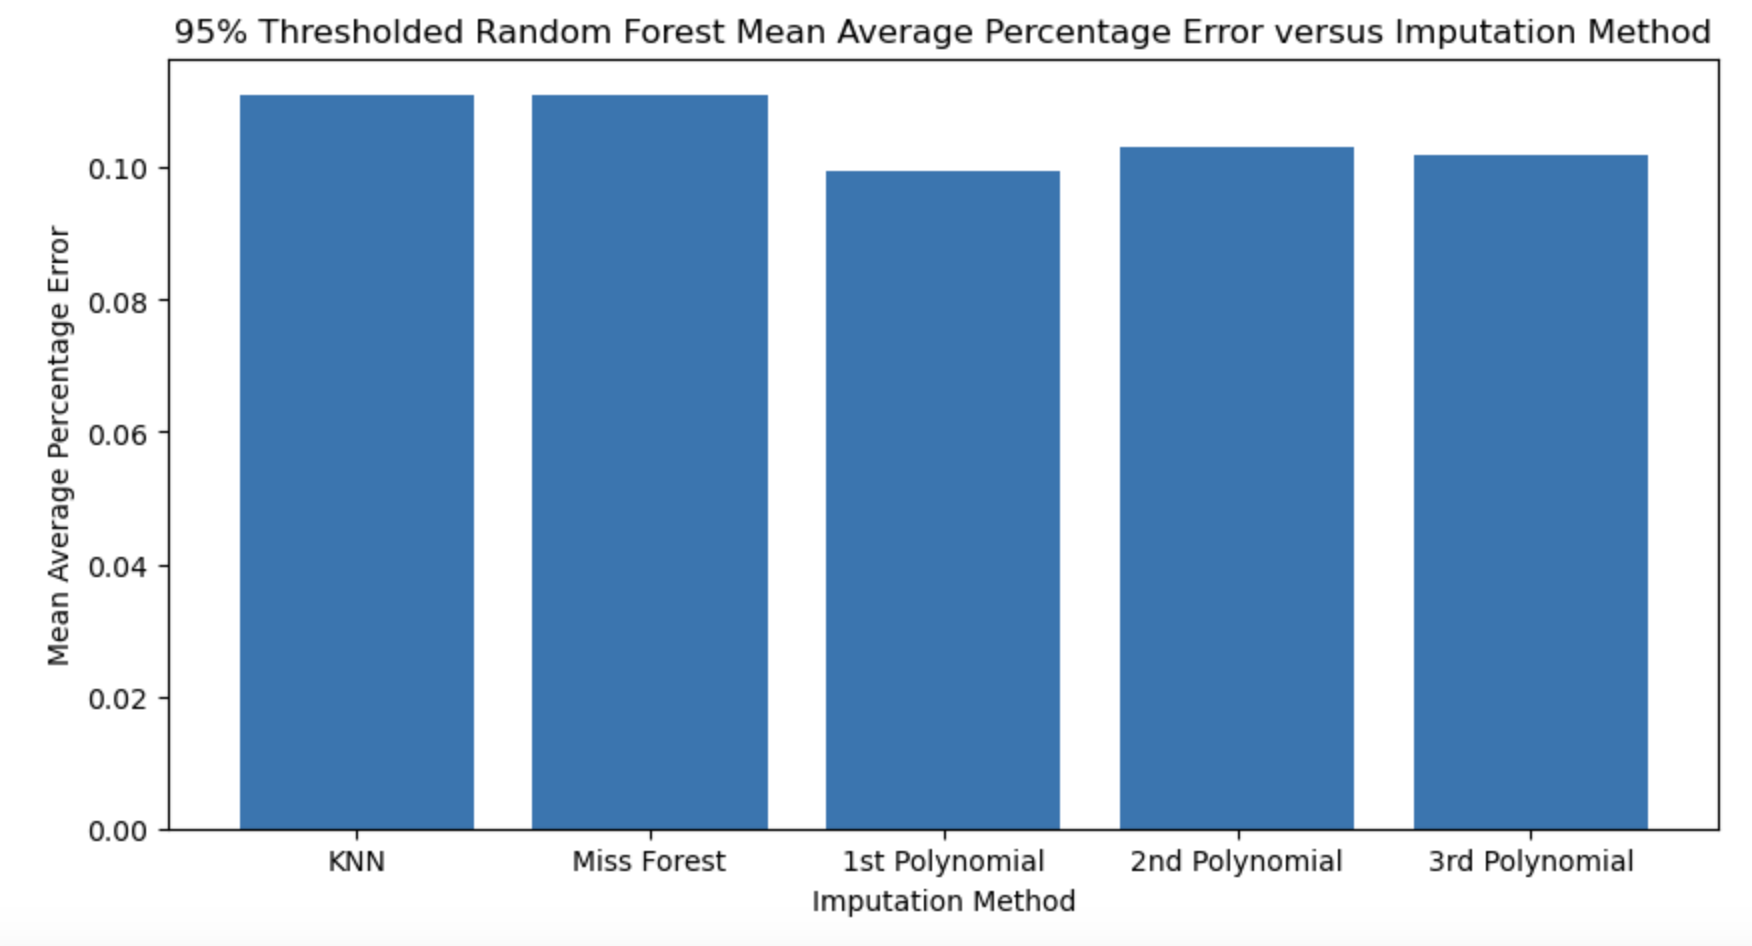 95% Thresholded Random Forest Mean Average Percentage Error versus Imputation Method
Mean Average Percentage Error
0.10
0.08
0.06
0.04
0.02
0.00
KNN
Miss Forest
1st Polynomial
2nd Polynomial
3rd Polynomial
Imputation Method